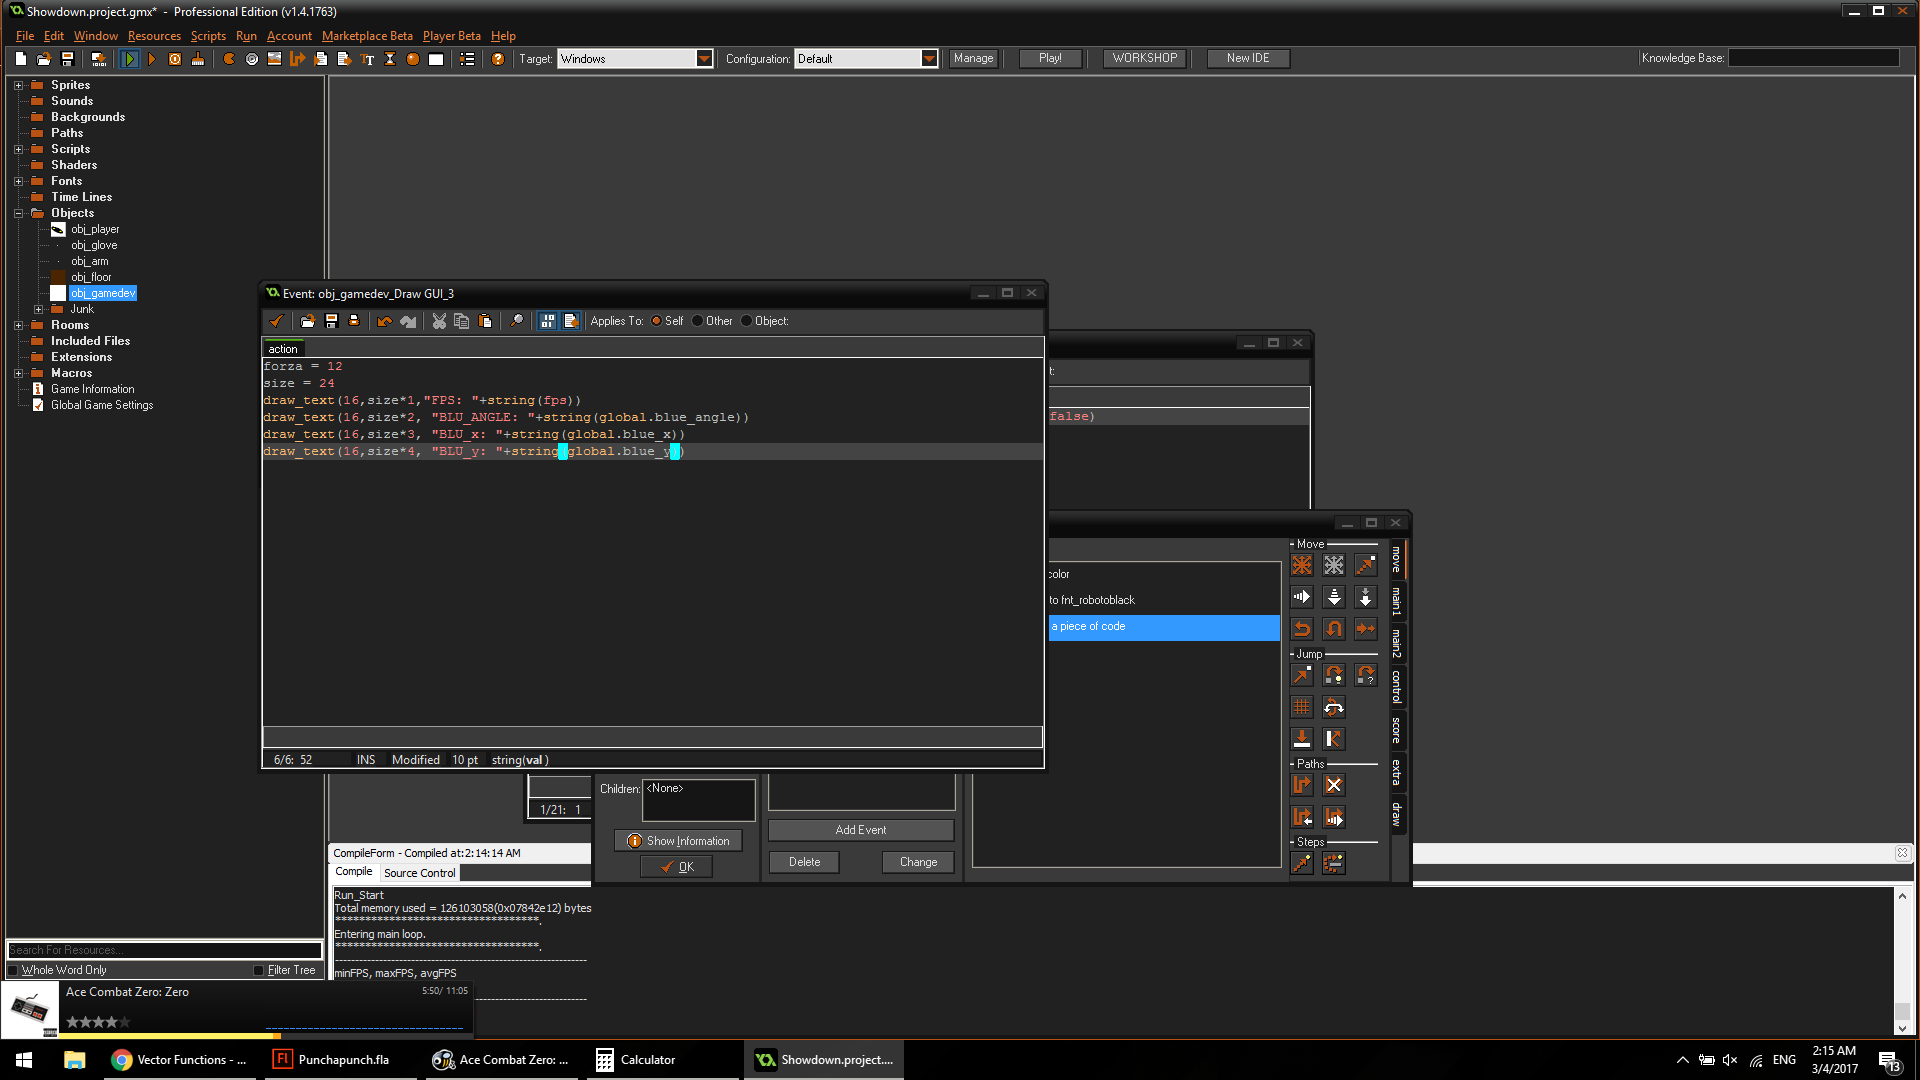 Showdown.project.gmx* - Professional Edition (v1.4.1763)
File Edit Window Resources Scripts Run Account Marketplace Beta Player Beta Help
Target: Windows Configuration: Default Manage Play! WORKSHOP New IDE Knowledge Base:
Sprites
Sounds
Backgrounds
Paths
Scripts
Shaders
Fonts
Time Lines
Objects
obj_player
obj_glove
obj_arm
obj_floor
obj_gamedev
Junk
Rooms
Included Files
Extensions
Macros
Game Information
Global Game Settings
Search For Resources...
Whole Word Only Filter Tree
Event: obj_gamedev_Draw GUI_3
Applies To: Self Other Object:
action
forza = 12
size = 24
draw_text(16,size*1,"FPS: "+string(fps))
draw_text(16,size*2, "BLU_ANGLE: "+string(global.blue_angle))
draw_text(16,size*3, "BLU_x: "+string(global.blue_x))
draw_text(16,size*4, "BLU_y: "+string(global.blue_y))
6/6: 52 INS Modified 10 pt string(val )
t:
false)
color
to fnt_robotoblack
a piece of code
Move
Jump
Paths
Steps
move
main1
main2
control
score
extra
draw
1/21: 1
Children: <None>
Show Information
OK
Add Event
Delete Change
CompileForm - Compiled at:2:14:14 AM
Compile Source Control
Run_Start
Total memory used = 126103058(0x07842e12) bytes
**********************************.
Entering main loop.
**********************************.
minFPS, maxFPS, avgFPS
Ace Combat Zero: Zero 5:50/ 11:05
Vector Functions - ...
Fl Punchapunch.fla
Ace Combat Zero: ...
Calculator
Showdown.project....
ENG
2:15 AM
3/4/2017
13